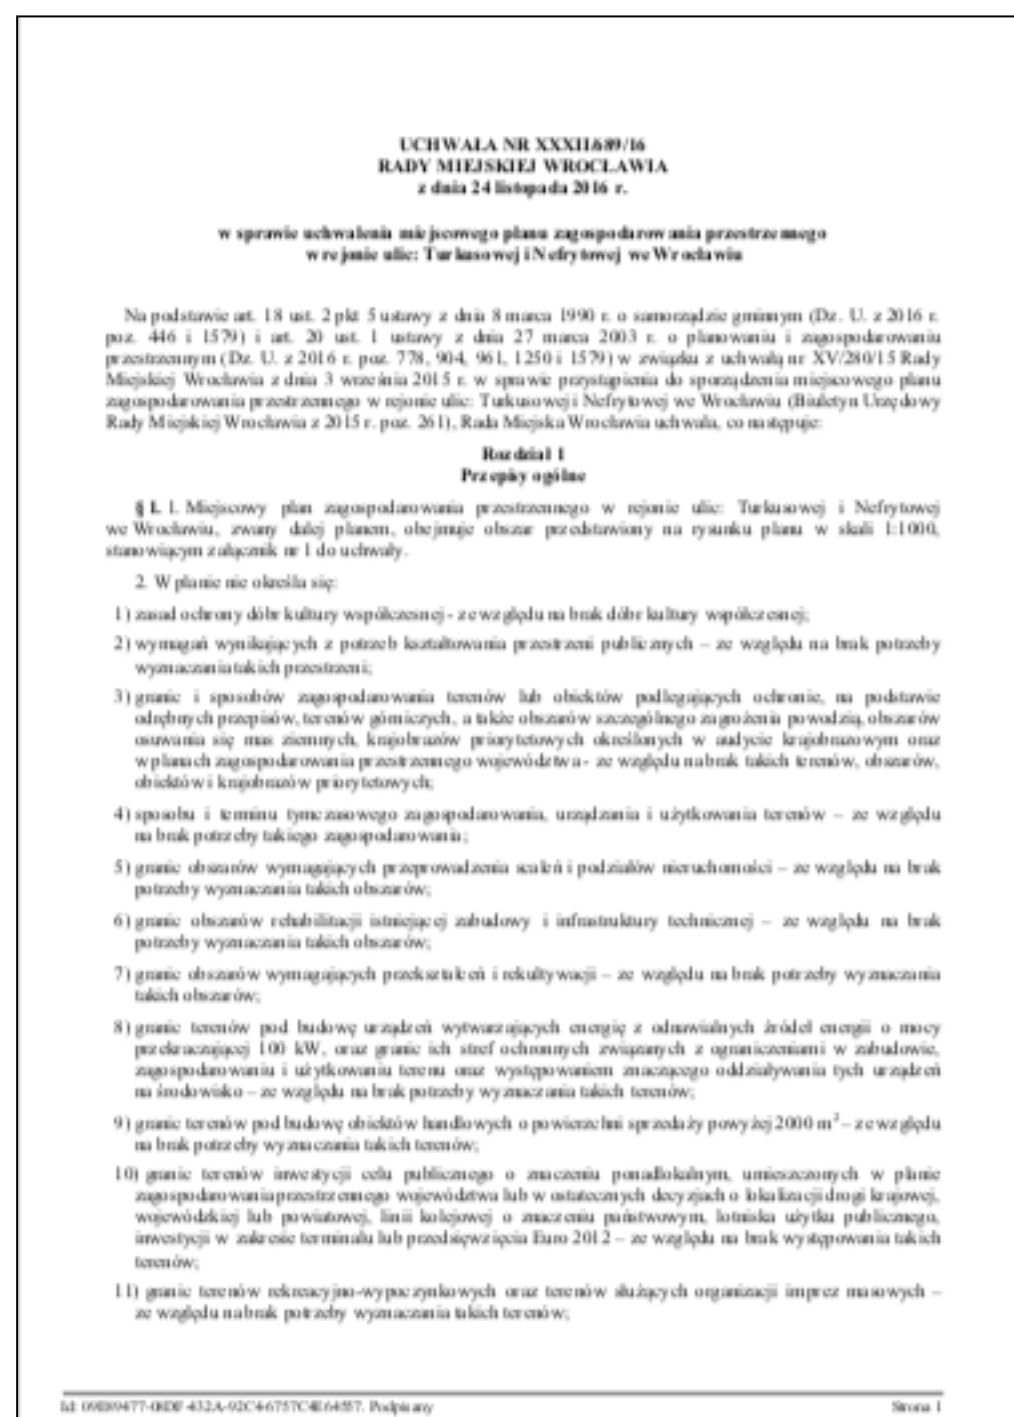 UCHWAŁA NR XXXII/689/16
RADY MIEJSKIEJ WROCŁAWIA
z dnia 24 listopada 2016 r.
w sprawie uchwalenia miejscowego planu zagospodarowania przestrzennego
w rejonie ulic: Turkusowej i Nefrytowej we Wrocławiu
Na podstawie art. 18 ust. 2 pkt 5 ustawy z dnia 8 marca 1990 r. o samorządzie gminnym (Dz. U. z 2016 r.
poz. 446 i 1579) i art. 20 ust. 1 ustawy z dnia 27 marca 2003 r. o planowaniu i zagospodarowaniu
przestrzennym (Dz. U. z 2016 r. poz. 778, 904, 961, 1250 i 1579) w związku z uchwałą nr XV/280/15 Rady
Miejskiej Wrocławia z dnia 3 września 2015 r. w sprawie przystąpienia do sporządzenia miejscowego planu
zagospodarowania przestrzennego w rejonie ulic: Turkusowej i Nefrytowej we Wrocławiu (Biuletyn Urzędowy
Rady Miejskiej Wrocławia z 2015 r. poz. 261), Rada Miejska Wrocławia uchwala, co następuje:
Rozdział 1
Przepisy ogólne
§ 1. 1. Miejscowy plan zagospodarowania przestrzennego w rejonie ulic: Turkusowej i Nefrytowej
we Wrocławiu, zwany dalej planem, obejmuje obszar przedstawiony na rysunku planu w skali 1:1000,
stanowiącym załącznik nr 1 do uchwały.
2. W planie nie określa się:
1) zasad ochrony dóbr kultury współczesnej - ze względu na brak dóbr kultury współczesnej;
2) wymagań wynikających z potrzeb kształtowania przestrzeni publicznych – ze względu na brak potrzeby
wyznaczania takich przestrzeni;
3) granic i sposobów zagospodarowania terenów lub obiektów podlegających ochronie, na podstawie
odrębnych przepisów, terenów górniczych, a także obszarów szczególnego zagrożenia powodzią, obszarów
osuwania się mas ziemnych, krajobrazów priorytetowych określonych w audycie krajobrazowym oraz
w planach zagospodarowania przestrzennego województwa - ze względu na brak takich terenów, obszarów,
obiektów i krajobrazów priorytetowych;
4) sposobu i terminu tymczasowego zagospodarowania, urządzania i użytkowania terenów – ze względu
na brak potrzeby takiego zagospodarowania;
5) granic obszarów wymagających przeprowadzenia scaleń i podziałów nieruchomości – ze względu na brak
potrzeby wyznaczania takich obszarów;
6) granic obszarów rehabilitacji istniejącej zabudowy i infrastruktury technicznej – ze względu na brak
potrzeby wyznaczania takich obszarów;
7) granic obszarów wymagających przekształceń i rekultywacji – ze względu na brak potrzeby wyznaczania
takich obszarów;
8) granic terenów pod budowę urządzeń wytwarzających energię z odnawialnych źródeł energii o mocy
przekraczającej 100 kW, oraz granic ich stref ochronnych związanych z ograniczeniami w zabudowie,
zagospodarowaniu i użytkowaniu terenu oraz występowaniem znaczącego oddziaływania tych urządzeń
na środowisko – ze względu na brak potrzeby wyznaczania takich terenów;
9) granic terenów pod budowę obiektów handlowych o powierzchni sprzedaży powyżej 2000 m² – ze względu
na brak potrzeby wyznaczania takich terenów;
10) granic terenów inwestycji celu publicznego o znaczeniu ponadlokalnym, umieszczonych w planie
zagospodarowania przestrzennego województwa lub w ostatecznych decyzjach o lokalizacji drogi krajowej,
wojewódzkiej lub powiatowej, linii kolejowej o znaczeniu państwowym, lotniska użytku publicznego,
inwestycji w zakresie terminalu lub przedsięwzięcia Euro 2012 – ze względu na brak występowania takich
terenów;
11) granic terenów rekreacyjno-wypoczynkowych oraz terenów służących organizacji imprez masowych –
ze względu na brak potrzeby wyznaczania takich terenów;
Id: Podpisany
Strona 1